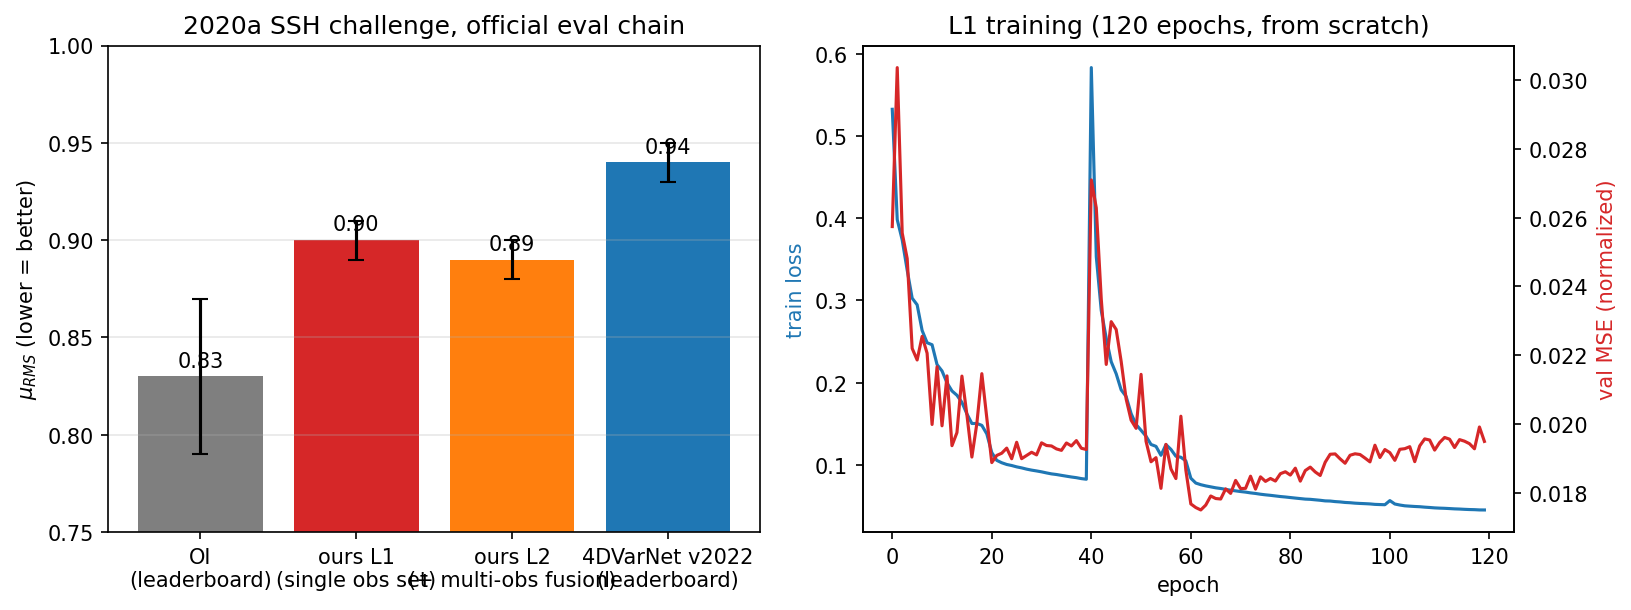 2020a SSH challenge, official eval chain
μRMS (lower = better)
1.00
0.95
0.90
0.85
0.80
0.75
0.83
0.90
0.89
0.94
OI
(leaderboard)
ours L1
(single obs set)
ours L2
(+ multi-obs fusion)
4DVarNet v2022
(leaderboard)
L1 training (120 epochs, from scratch)
train loss
0.6
0.5
0.4
0.3
0.2
0.1
0
20
40
60
80
100
120
epoch
0.030
0.028
0.026
0.024
0.022
0.020
0.018
val MSE (normalized)